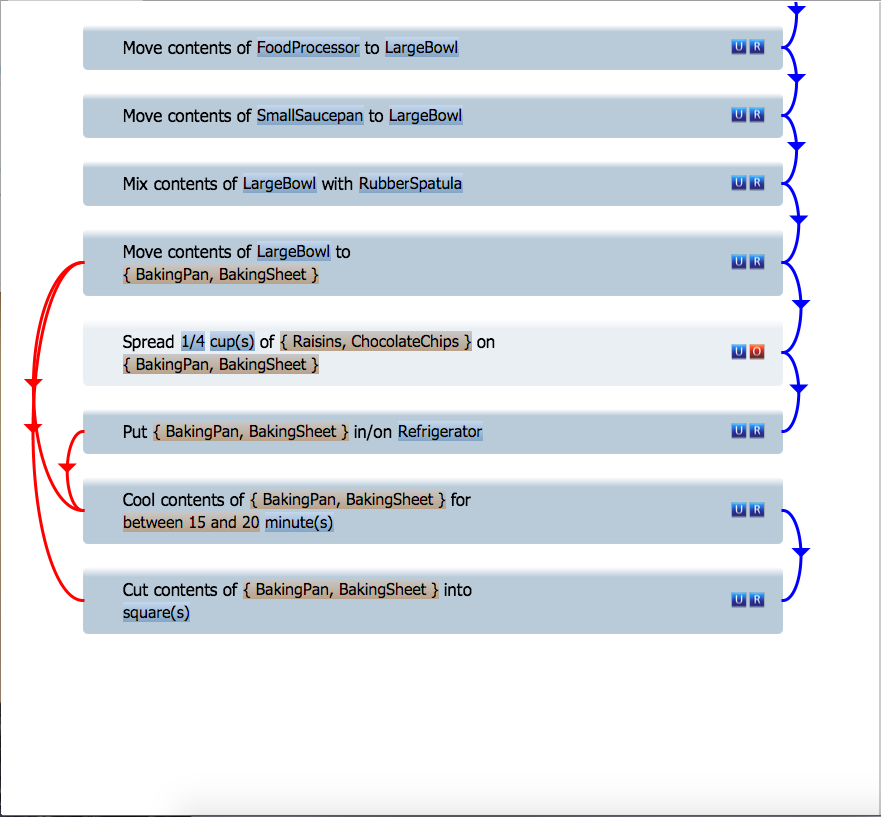 Move contents of FoodProcessor to LargeBowl U R
Move contents of SmallSaucepan to LargeBowl U R
Mix contents of LargeBowl with RubberSpatula U R
Move contents of LargeBowl to
{ BakingPan, BakingSheet } U R
Spread 1/4 cup(s) of { Raisins, ChocolateChips } on
{ BakingPan, BakingSheet } U O
Put { BakingPan, BakingSheet } in/on Refrigerator U R
Cool contents of { BakingPan, BakingSheet } for
between 15 and 20 minute(s) U R
Cut contents of { BakingPan, BakingSheet } into
square(s) U R